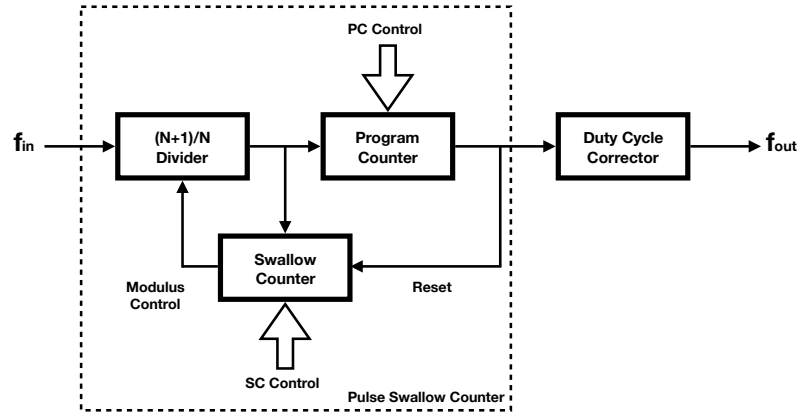 PC Control
fin
(N+1)/N
Divider
Program
Counter
Duty Cycle
Corrector
fout
Swallow
Counter
Modulus
Control
Reset
SC Control
Pulse Swallow Counter